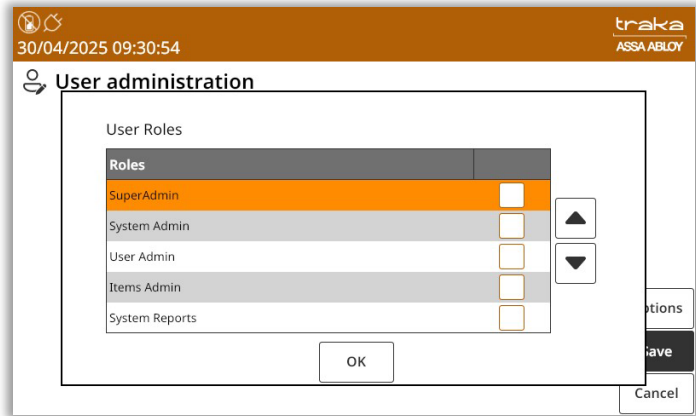 traka
30/04/2025 09:30:54
ASSA ABLOY
User administration
User Roles
Roles
SuperAdmin
System Admin
User Admin
Items Admin
System Reports
ptions
OK
Save
Cancel